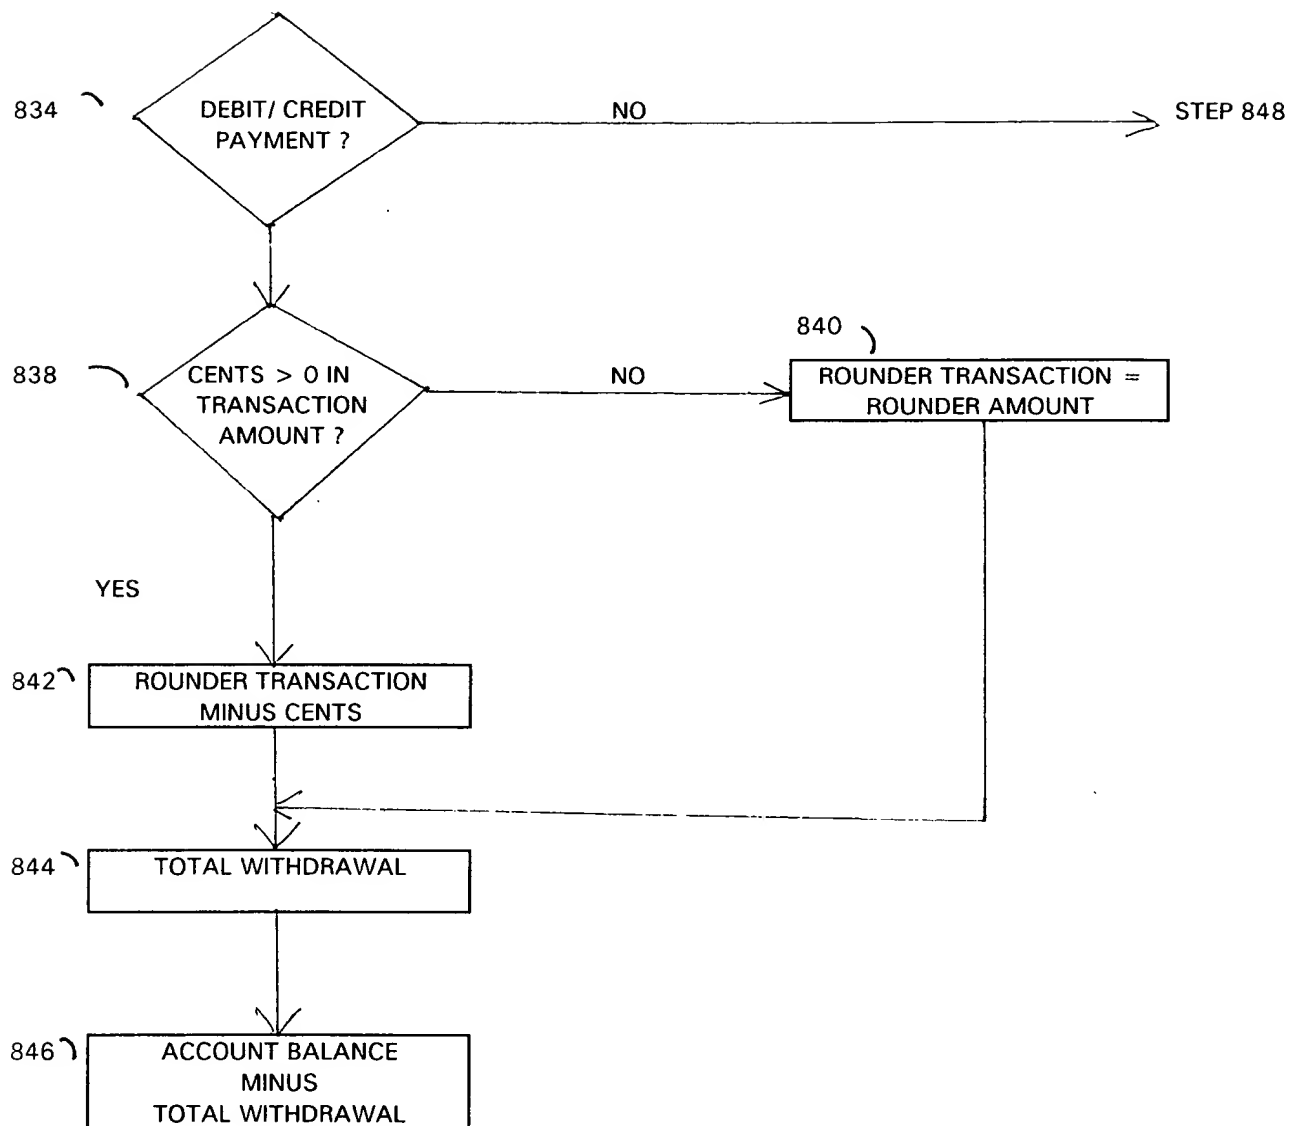 834
DEBIT/ CREDIT
PAYMENT ?
NO
STEP 848
838
CENTS > 0 IN
TRANSACTION
AMOUNT ?
NO
840
ROUNDER TRANSACTION =
ROUNDER AMOUNT
YES
842
ROUNDER TRANSACTION
MINUS CENTS
844
TOTAL WITHDRAWAL
846
ACCOUNT BALANCE
MINUS
TOTAL WITHDRAWAL